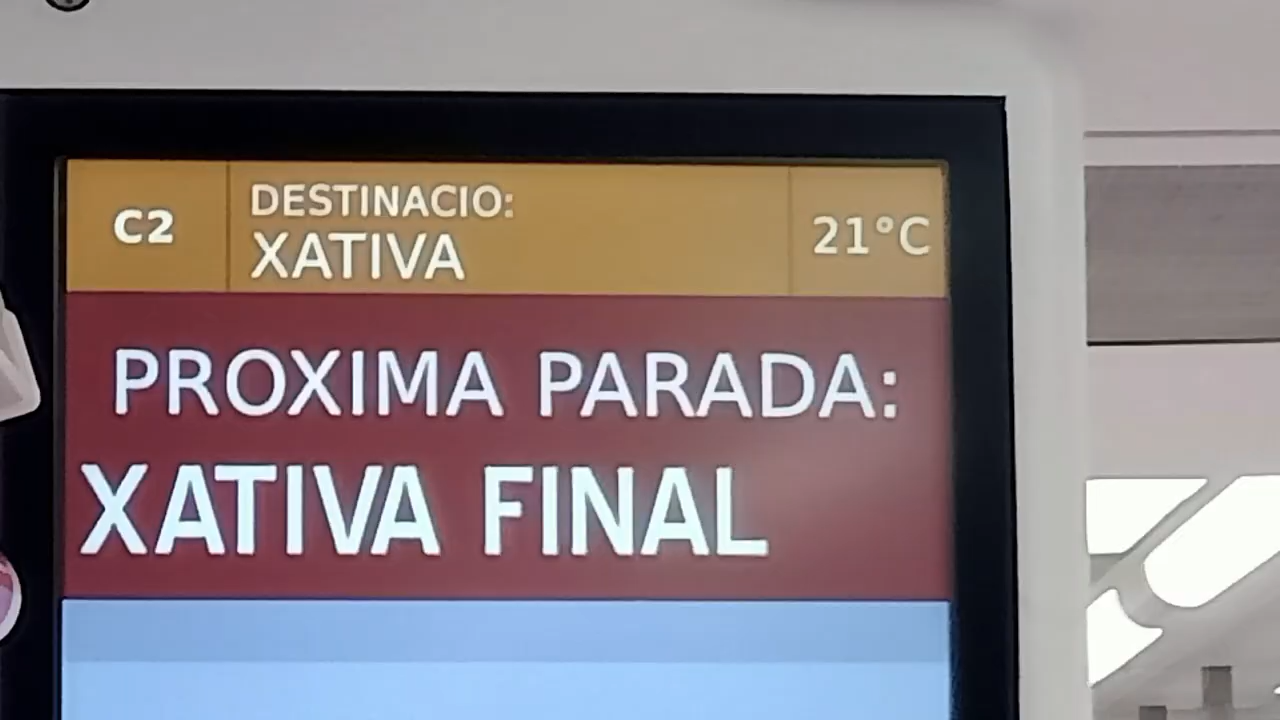 C2
DESTINACIO:
XATIVA
21°C
PROXIMA PARADA:
XATIVA FINAL